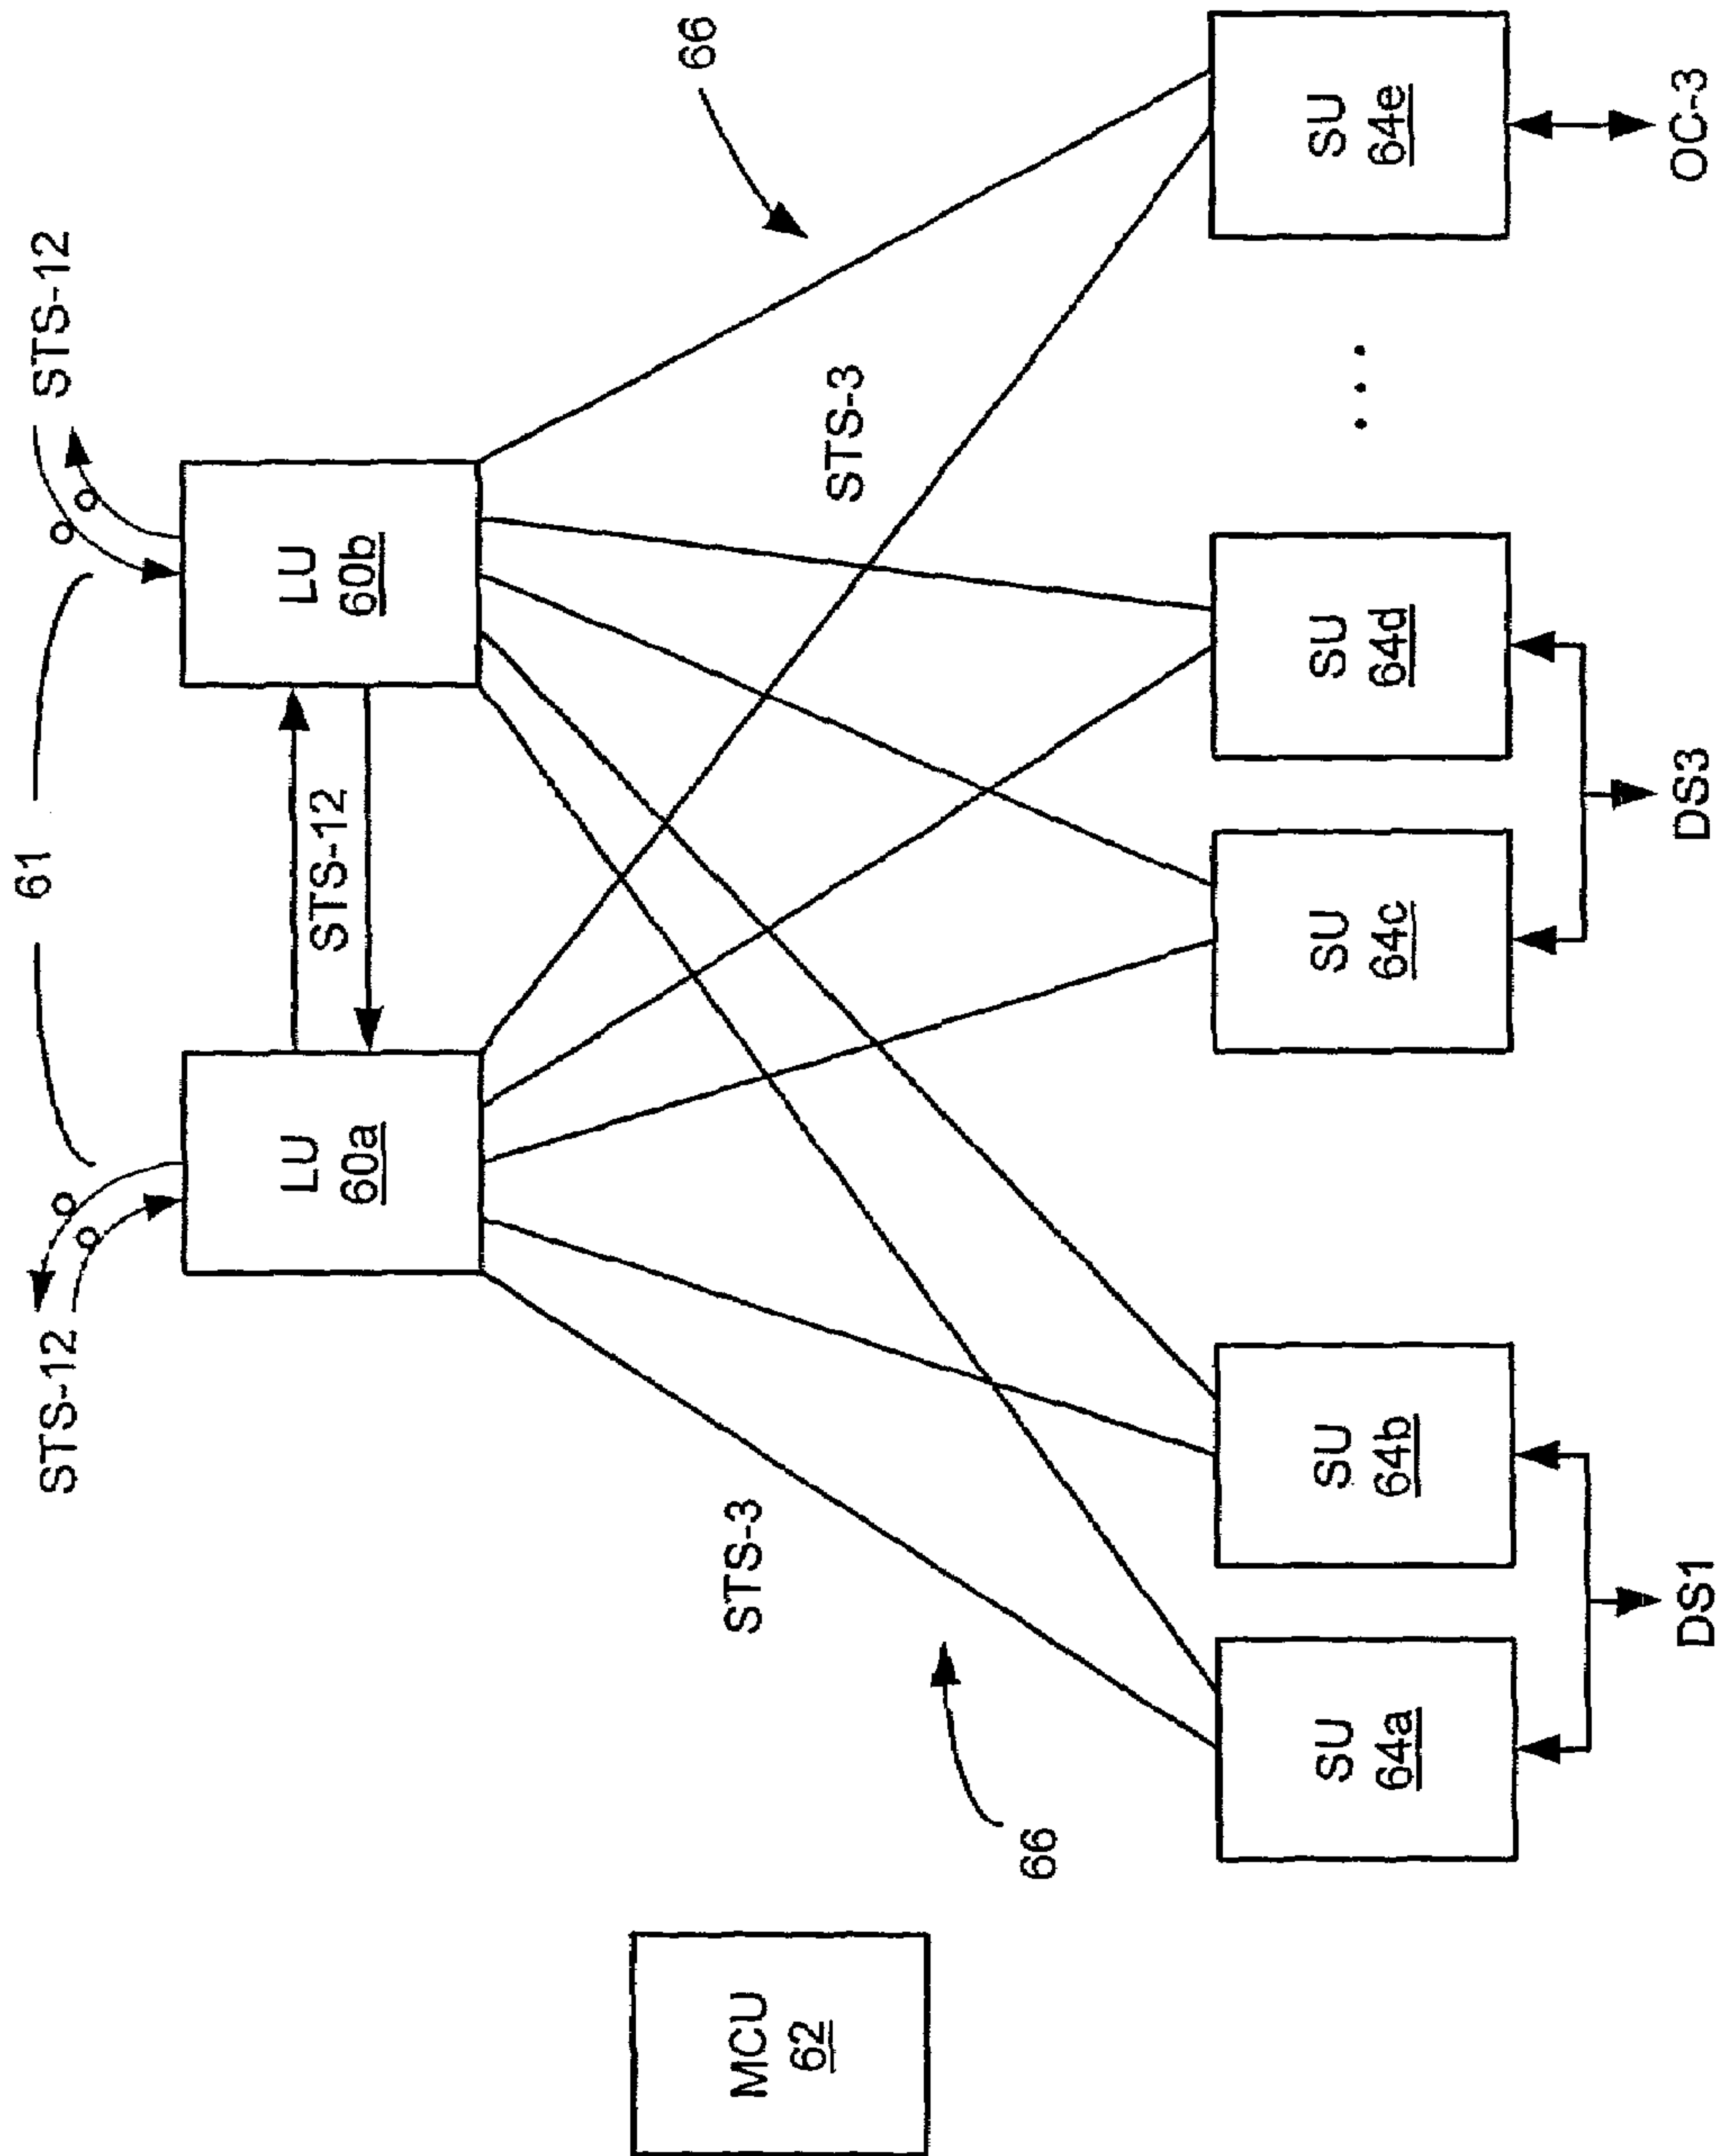 61
STS-12
STS-12
LU
60a
STS-12
LU
60b
66
MCU
62
STS-3
STS-3
66
SU
64a
SU
64b
SU
64c
SU
64d
...
SU
64e
DS1
DS3
OC-3